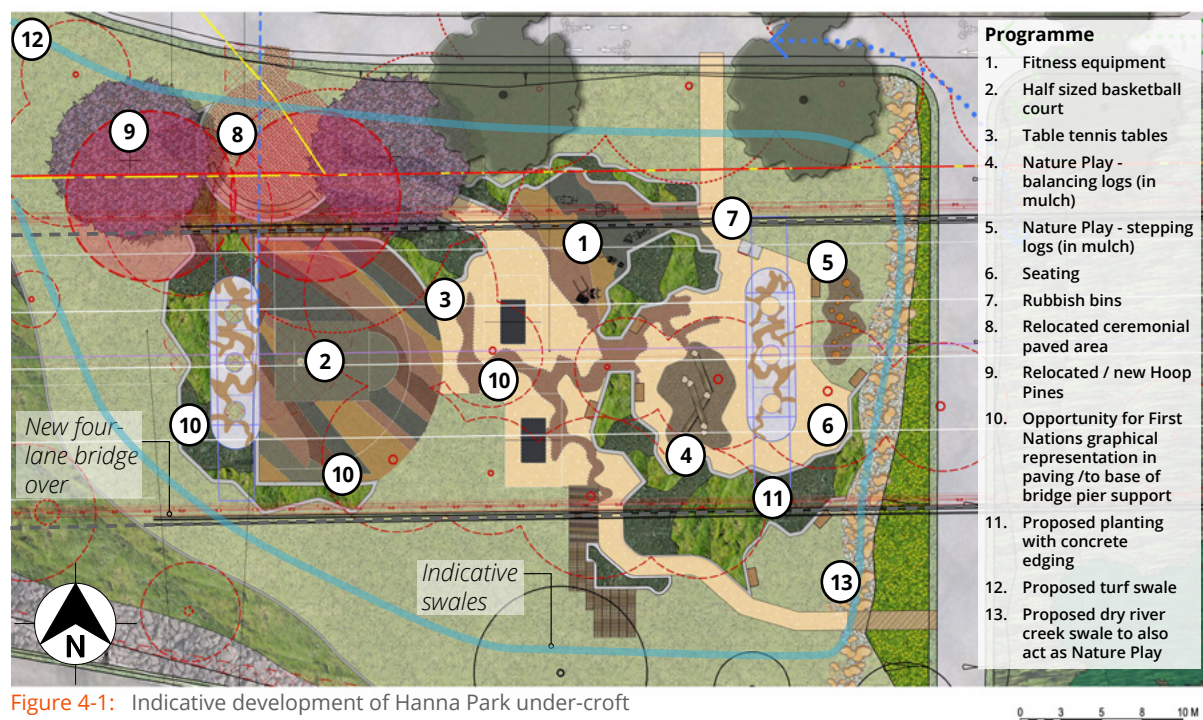 12
9
8
1
7
5
3
2
10
10
6
4
10
11
13
New four-
lane bridge
over
Indicative
swales
N
Programme
1. Fitness equipment
2. Half sized basketball
court
3. Table tennis tables
4. Nature Play -
balancing logs (in
mulch)
5. Nature Play - stepping
logs (in mulch)
6. Seating
7. Rubbish bins
8. Relocated ceremonial
paved area
9. Relocated / new Hoop
Pines
10. Opportunity for First
Nations graphical
representation in
paving /to base of
bridge pier support
11. Proposed planting
with concrete
edging
12. Proposed turf swale
13. Proposed dry river
creek swale to also
act as Nature Play
Figure 4-1: Indicative development of Hanna Park under-croft
0 3 5 8 10 M